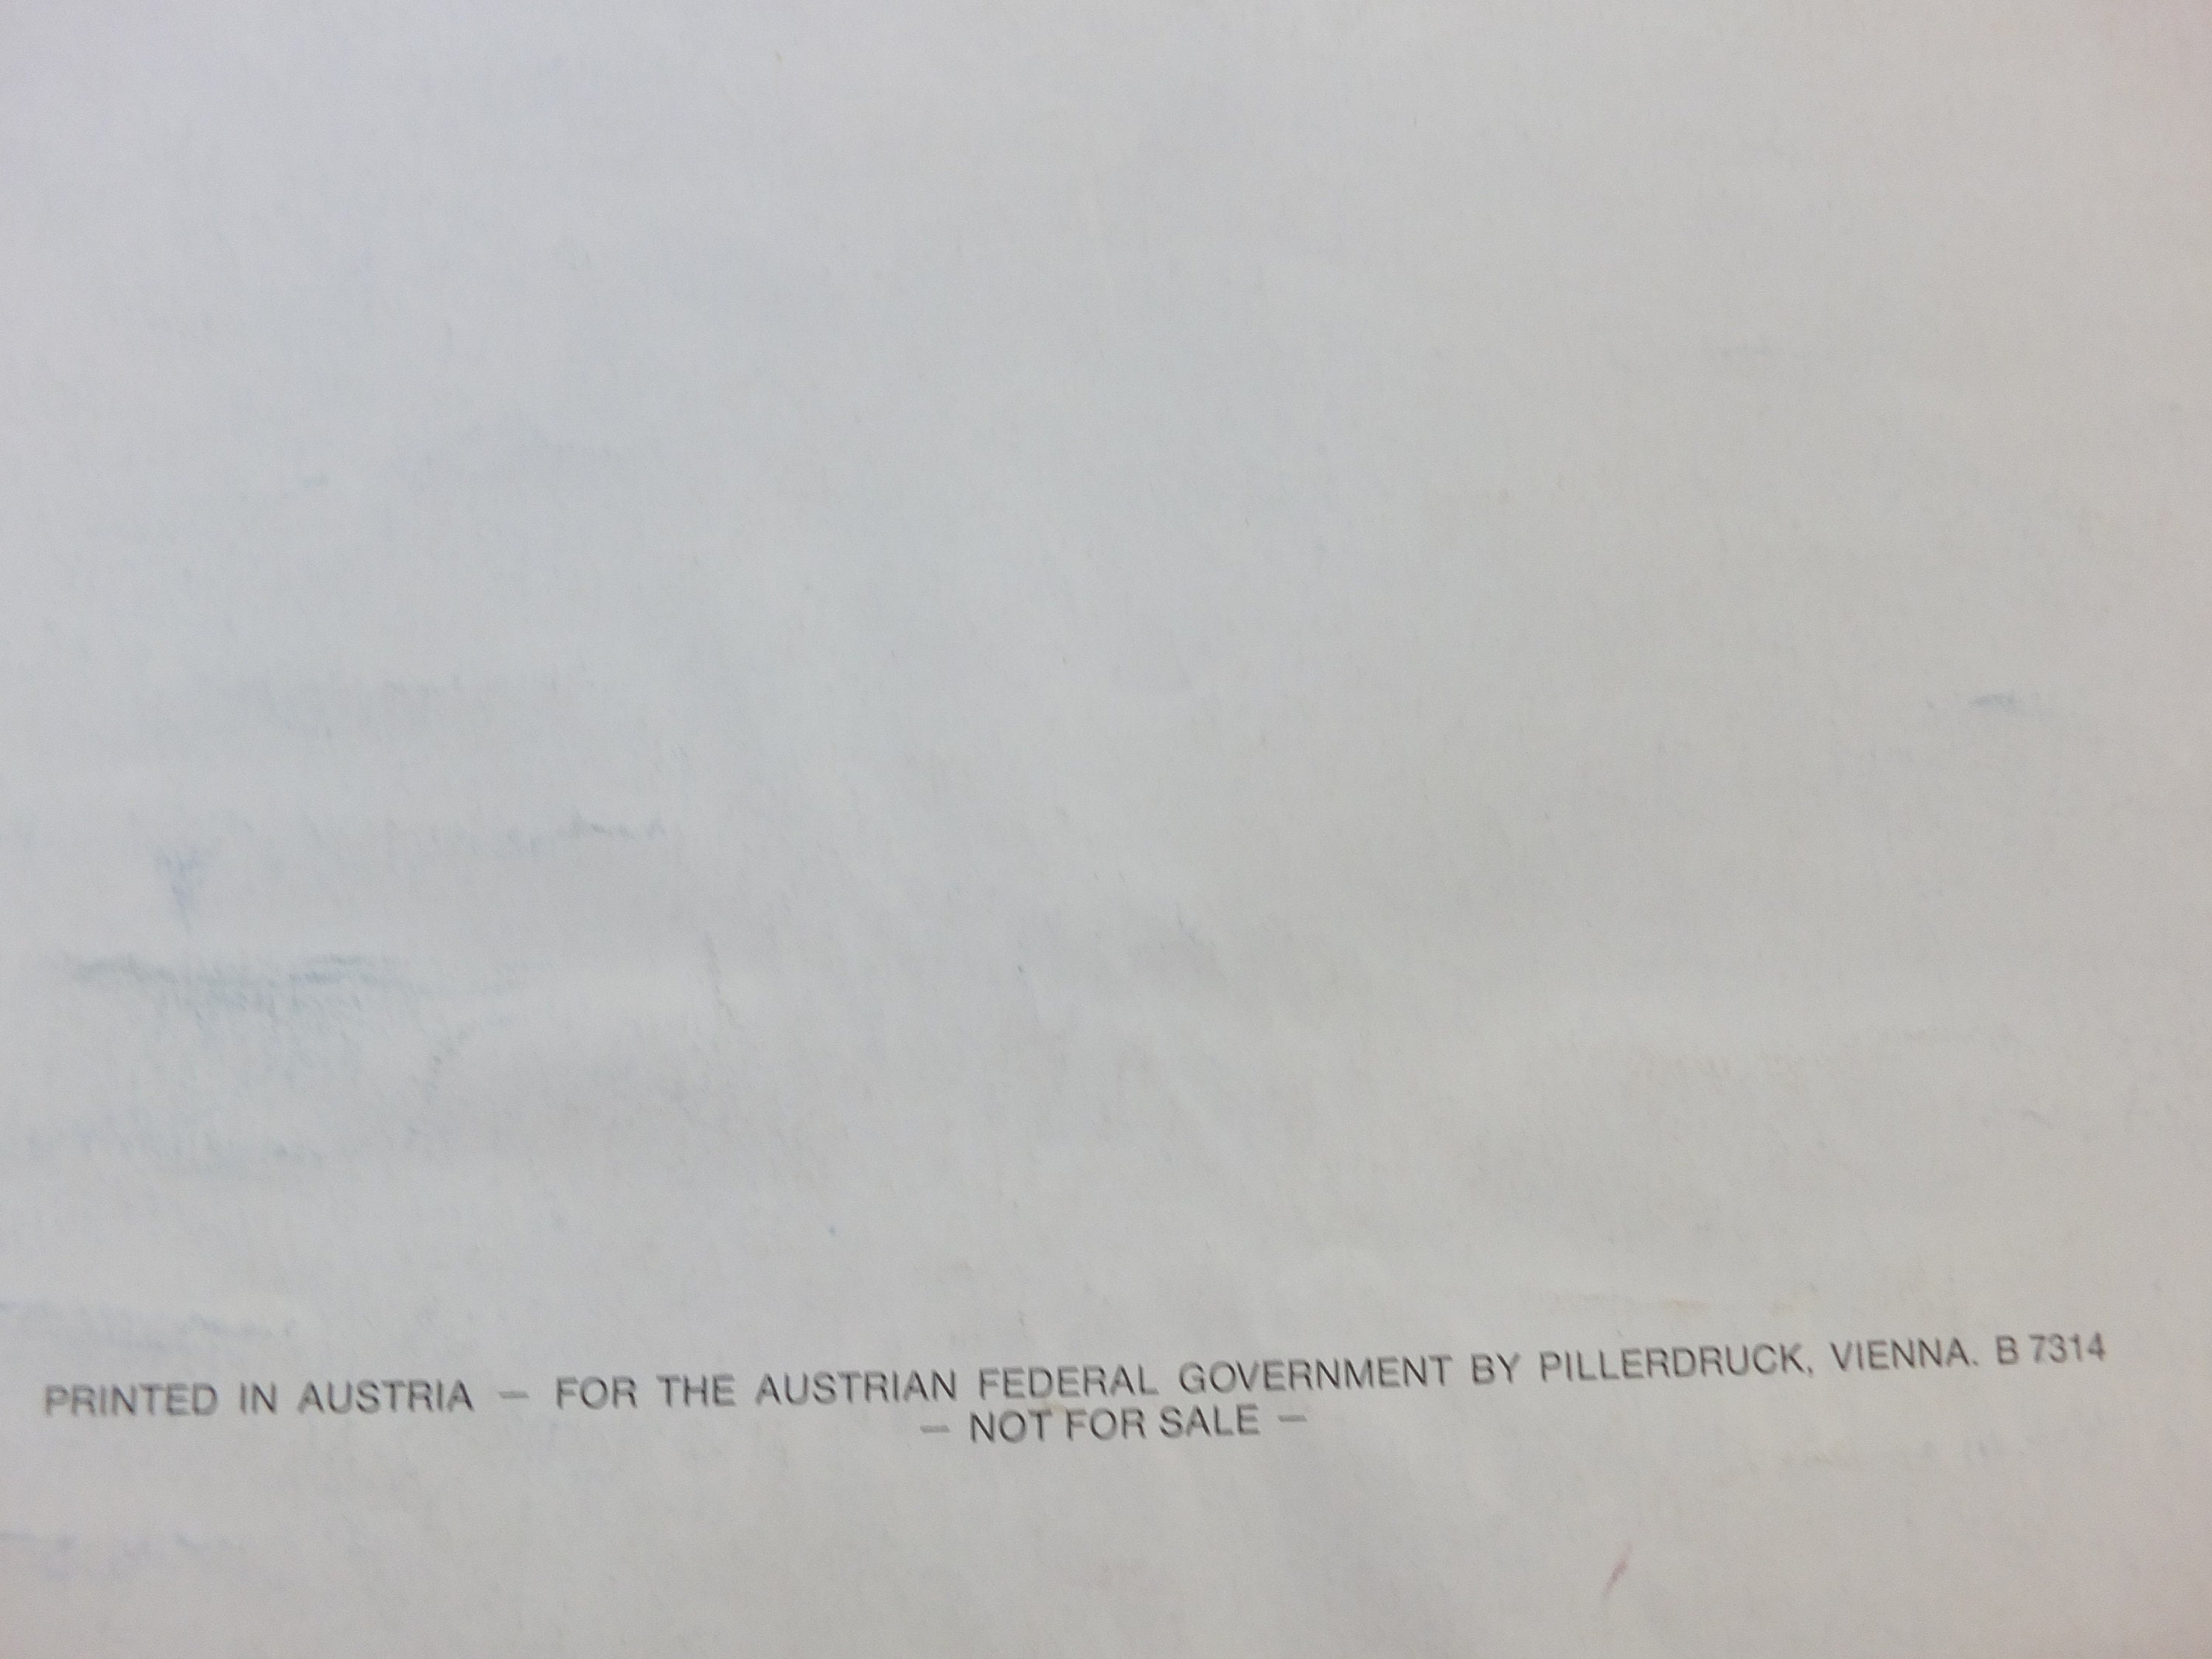 PRINTED IN AUSTRIA — FOR THE AUSTRIAN FEDERAL GOVERNMENT BY PILLERDRUCK, VIENNA. B 7314
— NOT FOR SALE —